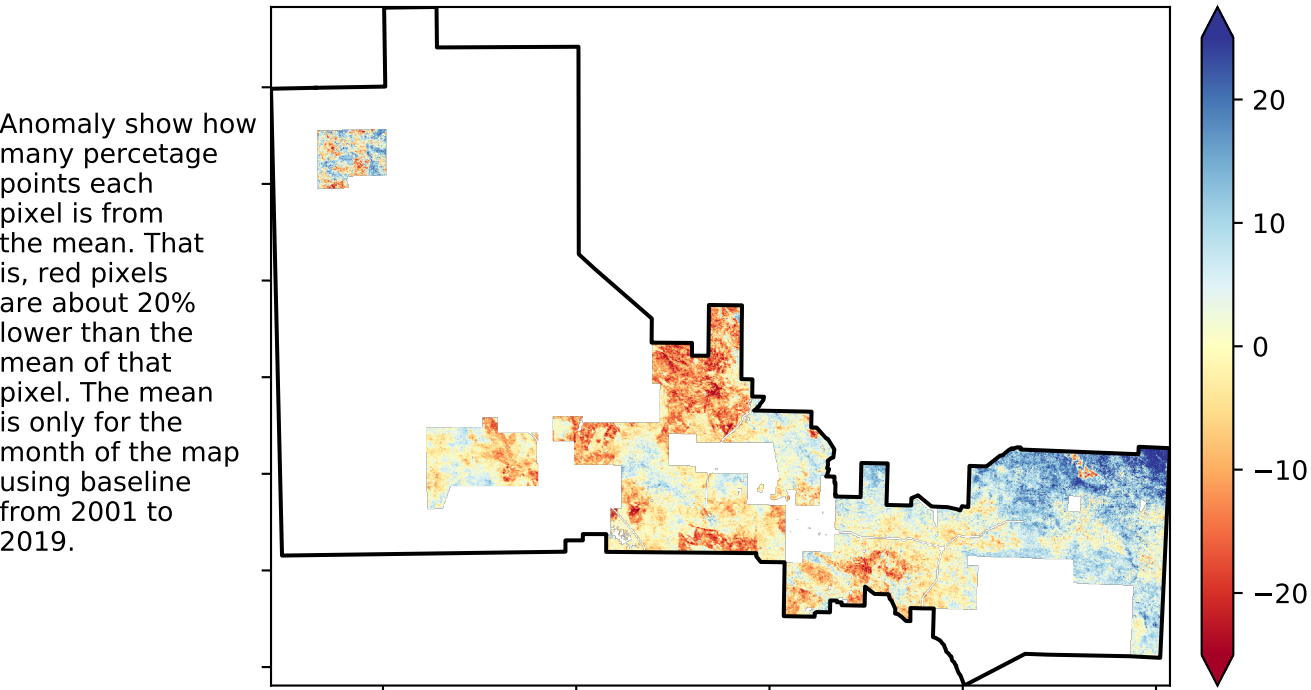 Anomaly show how
many percetage
points each
pixel is from
the mean. That
is, red pixels
are about 20%
lower than the
mean of that
pixel. The mean
is only for the
month of the map
using baseline
from 2001 to
2019.
20
10
0
−10
−20